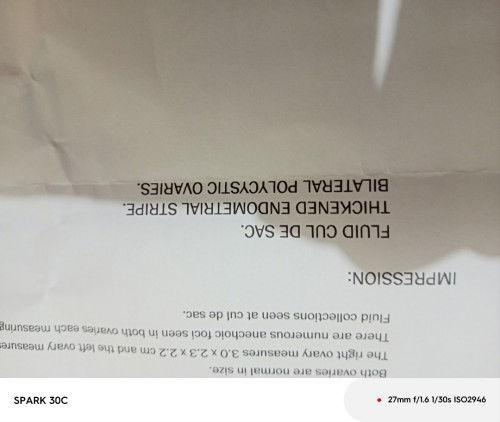 Both ovaries are normal in size.
The right ovary measures 3.0 x 2.3 x 2.2 cm and the left ovary measures
There are numerous anechoic foci seen in both ovaries each measuring
Fluid collections seen at cul de sac.
IMPRESSION:
FLUID CUL DE SAC.
THICKENED ENDOMETRIAL STRIPE.
BILATERAL POLYCYSTIC OVARIES.
SPARK 30C
27mm f/1.6 1/30s ISO2946